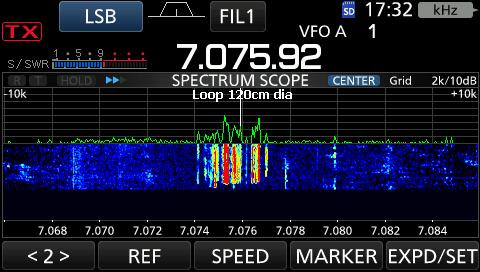 LSB FIL1 SD 17:32 kHz
VFO A 1
TX
7.075.92
1 5 9
S/SWR
R T HOLD SPECTRUM SCOPE CENTER Grid 2k/10dB
-10k Loop 120cm dia +10k
7.068 7.070 7.072 7.074 7.076 7.078 7.080 7.082 7.084
< 2 > REF SPEED MARKER EXPD/SET